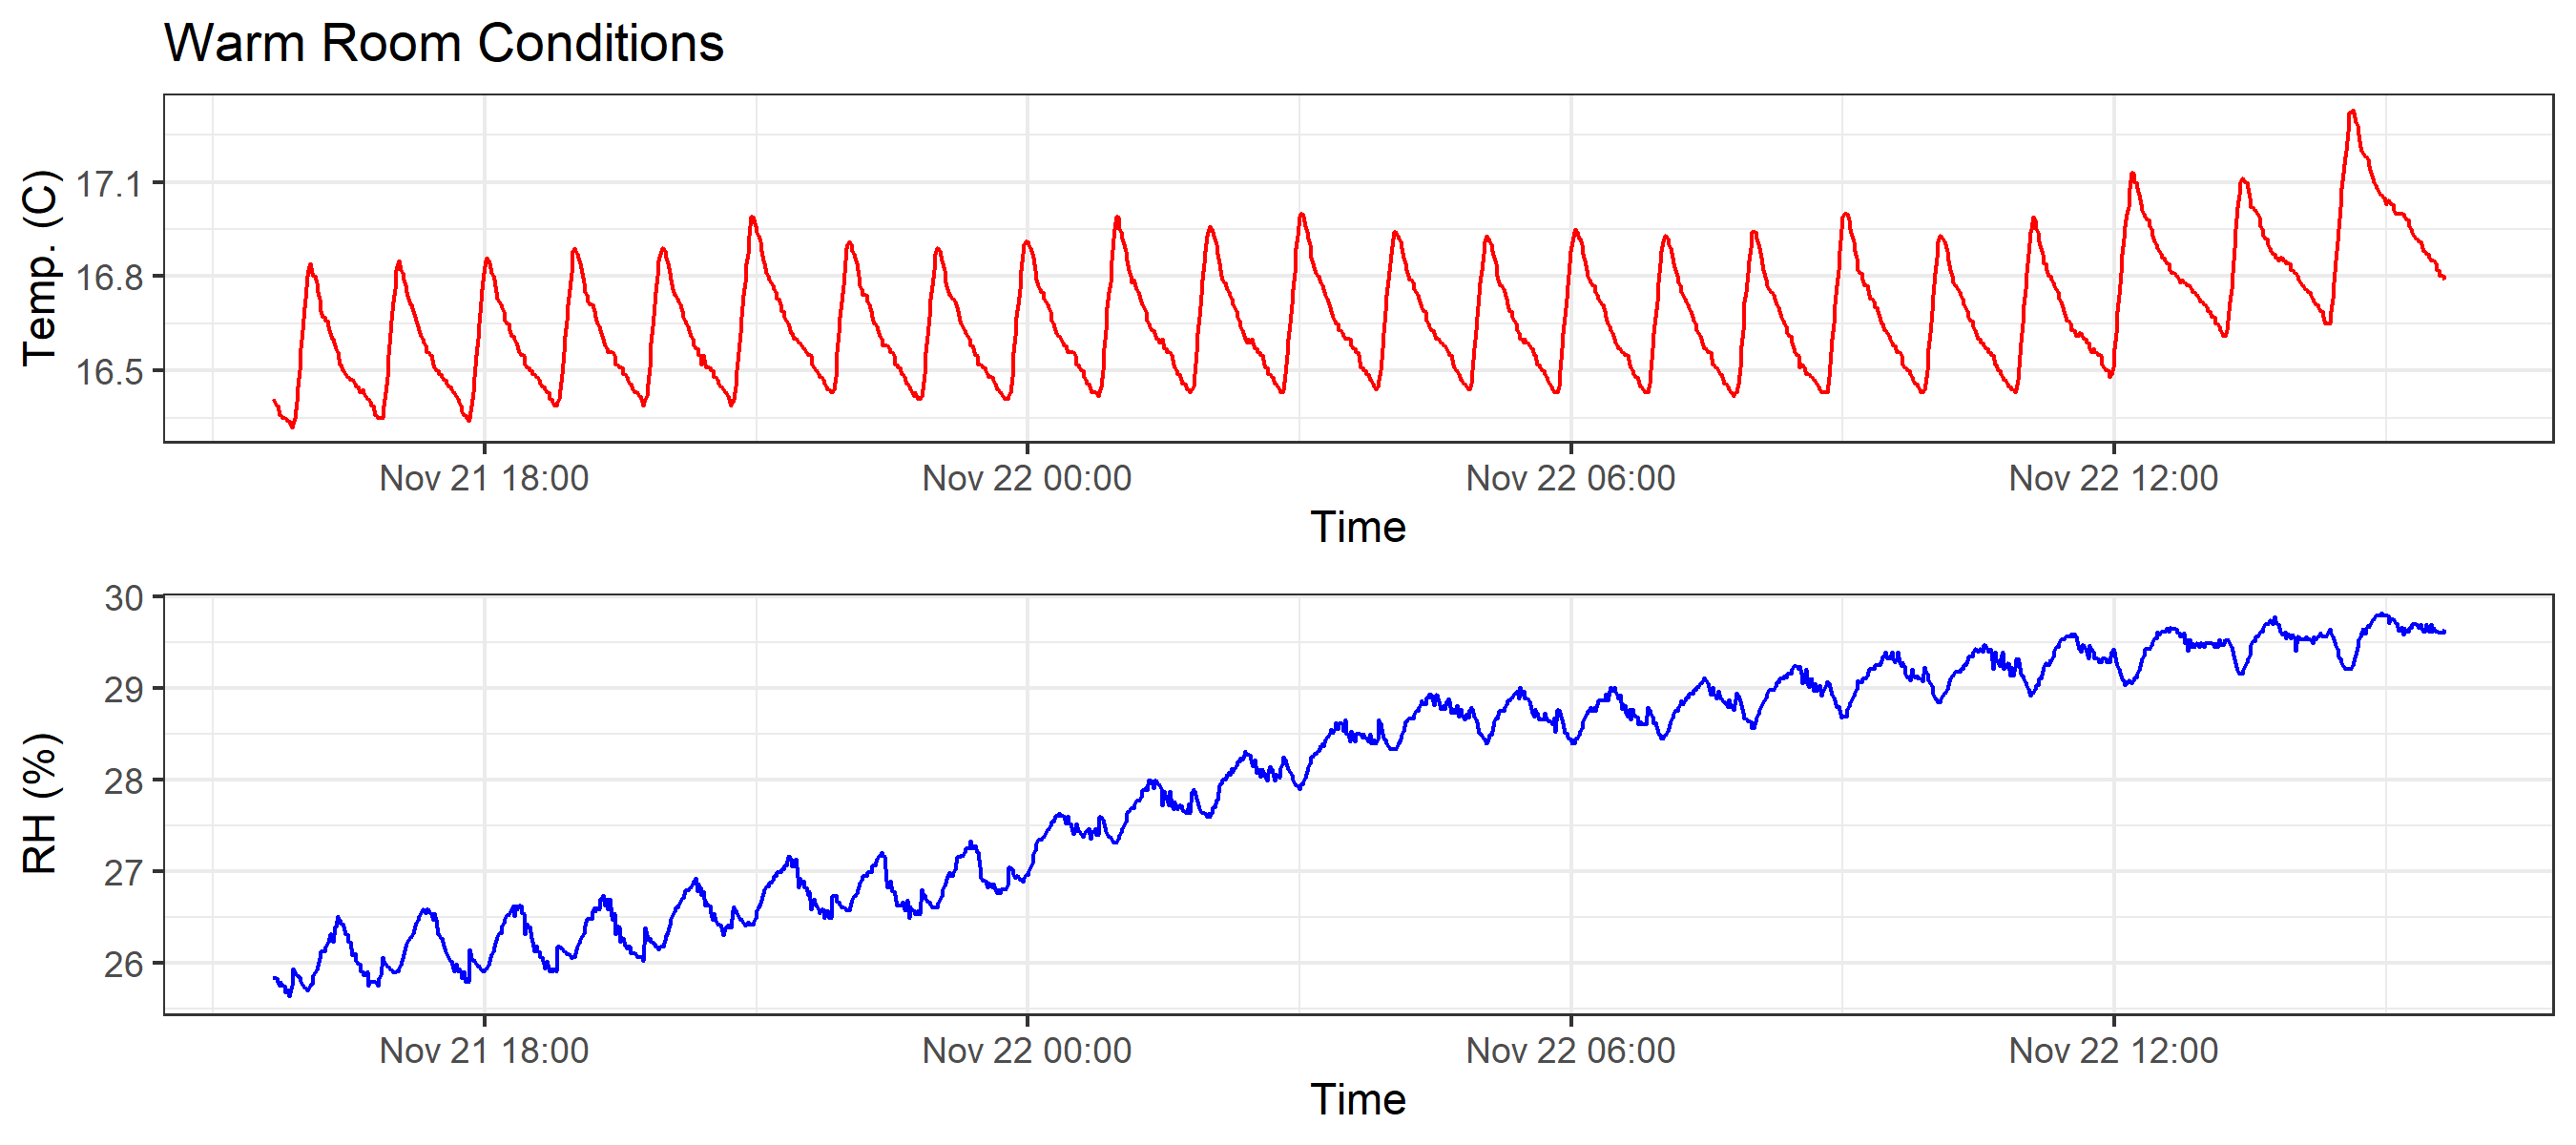 Warm Room Conditions
Temp. (C)
17.1
16.8
16.5
Nov 21 18:00 Nov 22 00:00 Nov 22 06:00 Nov 22 12:00
Time
RH (%)
30
29
28
27
26
Nov 21 18:00 Nov 22 00:00 Nov 22 06:00 Nov 22 12:00
Time